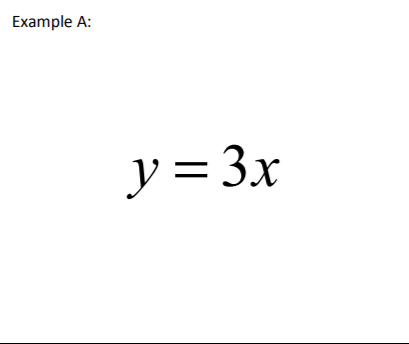 Example A:
y = 3x